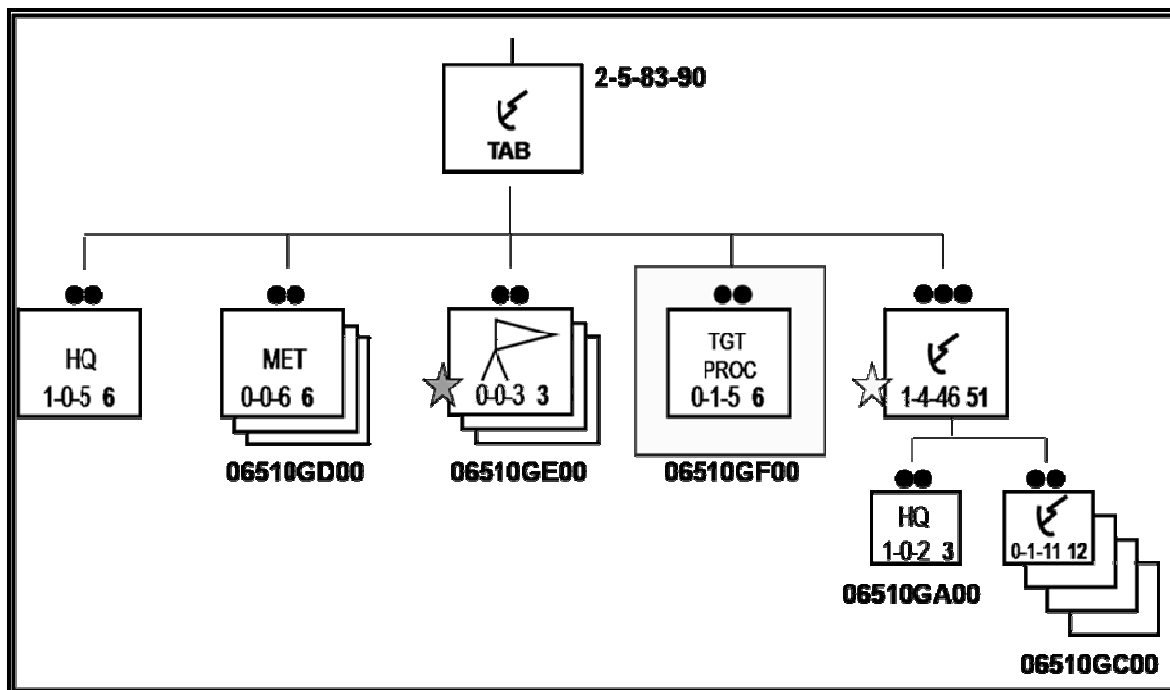 2-5-83-90
TAB
HQ
1-0-5 6
MET
0-0-6 6
06510GD00
0-0-3 3
06510GE00
TGT
PROC
0-1-5 6
06510GF00
1-4-46 51
HQ
1-0-2 3
06510GA00
0-1-11 12
06510GC00